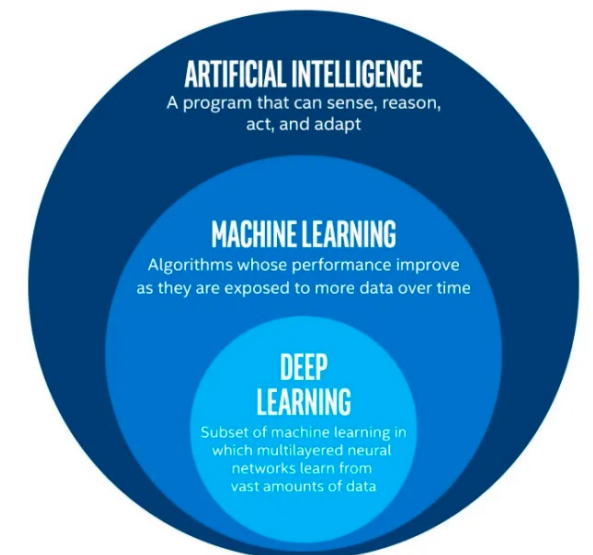 ARTIFICIAL INTELLIGENCE
A program that can sense, reason,
act, and adapt
MACHINE LEARNING
Algorithms whose performance improve
as they are exposed to more data over time
DEEP
LEARNING
Subset of machine learning in
which multilayered neural
networks learn from
vast amounts of data